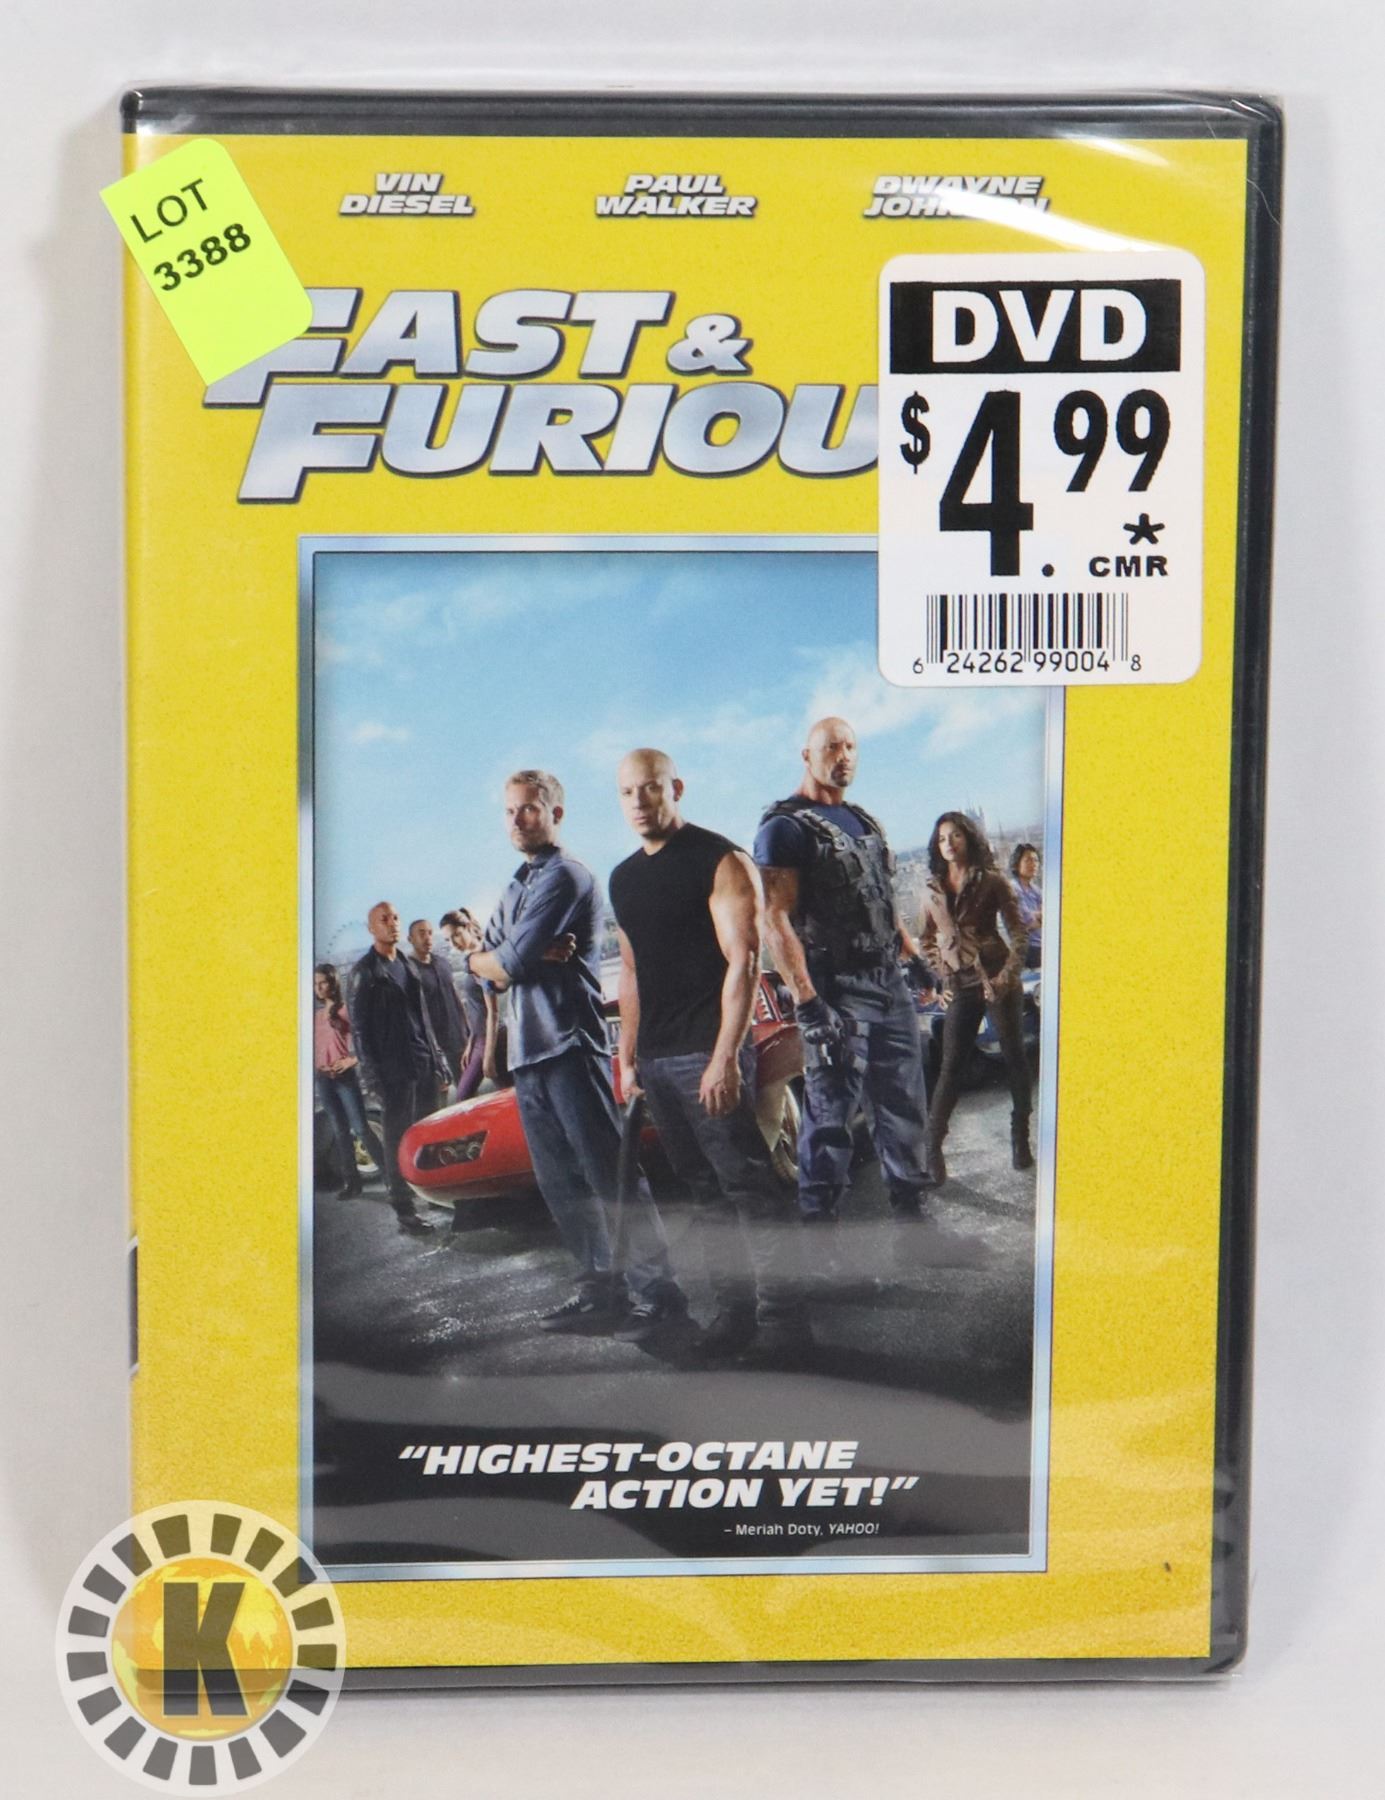 LOT
3388
VIN
DIESEL
PAUL
WALKER
DWAYNE
JOHNSON
FAST &
FURIOU
DVD
$4.99
*
CMR
6 24262 99004 8
“HIGHEST-OCTANE
ACTION YET!”
– Meriah Doty, YAHOO!
K